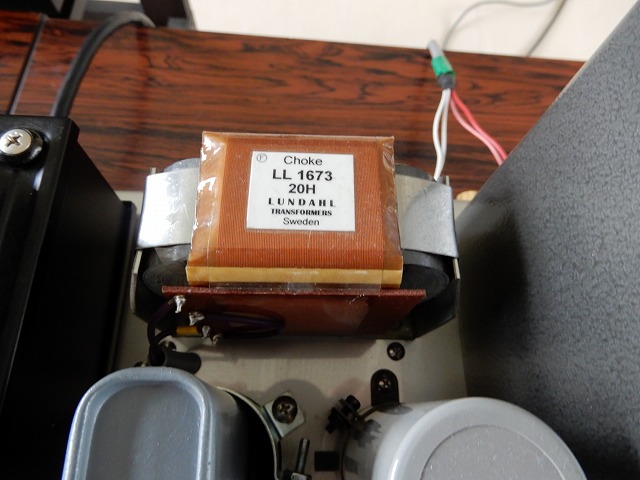 Choke
LL 1673
20H
LUNDAHL
TRANSFORMERS
Sweden